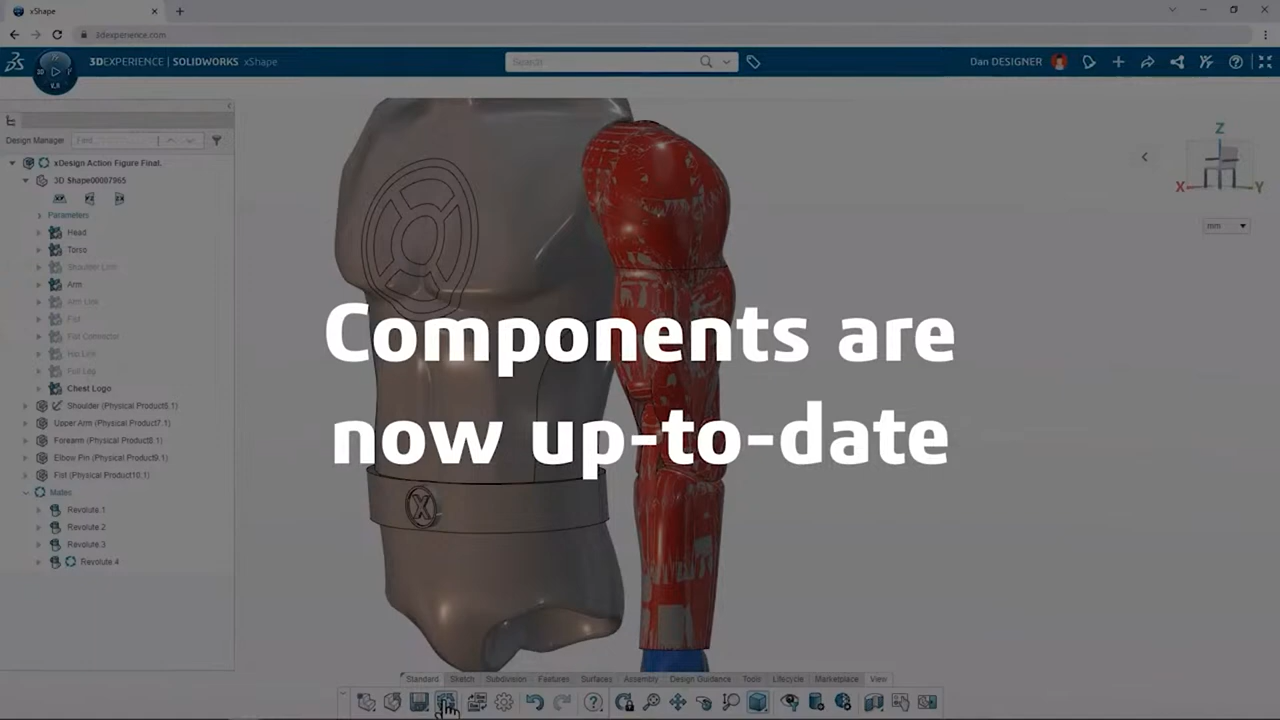 xShape
3dexperience.com
3DEXPERIENCE | SOLIDWORKS xShape
Search
Dan DESIGNER
Design Manager
Find
xDesign Action Figure Final.
3D Shape00007965
Parameters
Head
Torso
Shoulder Link
Arm
Arm Link
Fist
Fist Connector
Hip Link
Full Leg
Chest Logo
Shoulder (Physical Product6.1)
Upper Arm (Physical Product7.1)
Forearm (Physical Product8.1)
Elbow Pin (Physical Product9.1)
Fist (Physical Product10.1)
Mates
Revolute.1
Revolute 2
Revolute.3
Revolute 4
Z
X
Y
mm
X
Components are
now up-to-date
Standard Sketch Subdivision Features Surfaces Assembly Design Guidance Tools Lifecycle Marketplace View